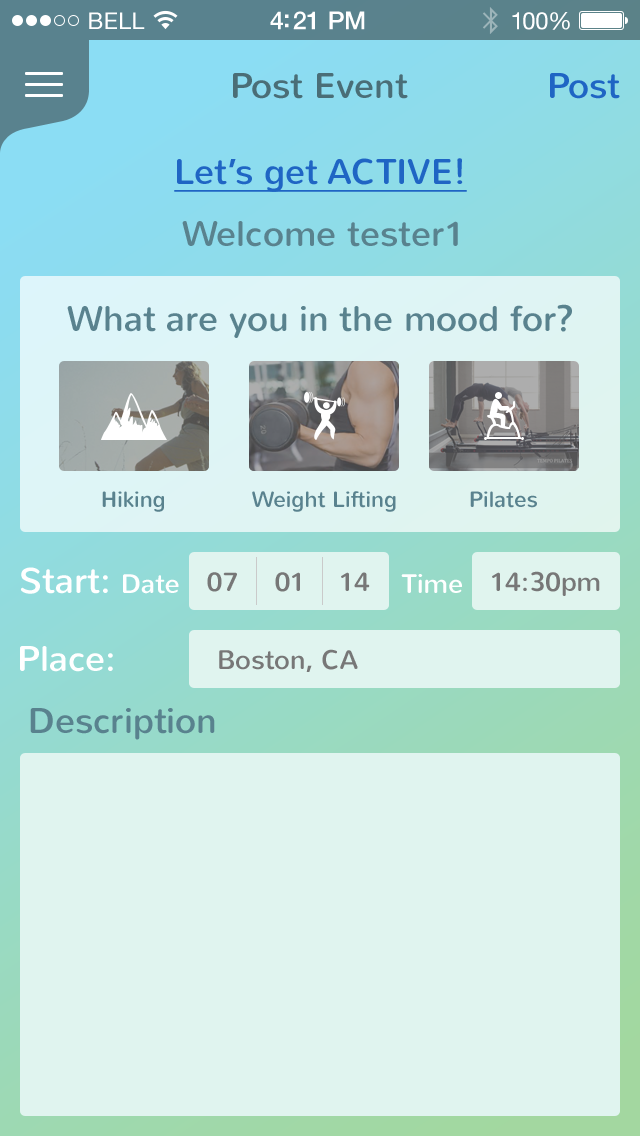 BELL 4:21 PM 100%
Post Event Post
Let's get ACTIVE!
Welcome tester1
What are you in the mood for?
Hiking Weight Lifting Pilates
Start: Date 07 01 14 Time 14:30pm
Place: Boston, CA
Description